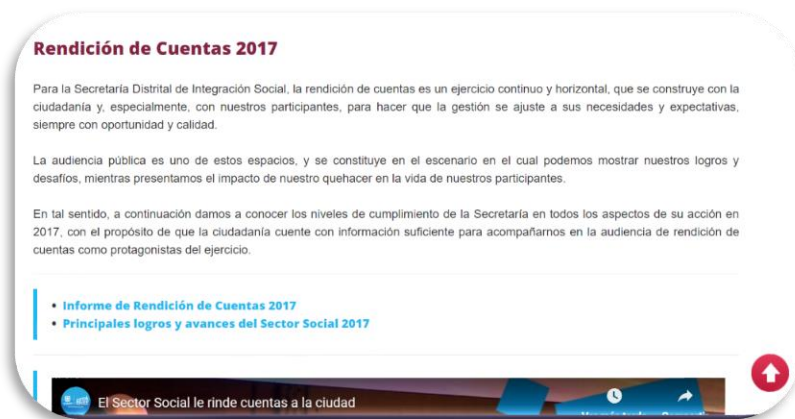 Rendición de Cuentas 2017
Para la Secretaría Distrital de Integración Social, la rendición de cuentas es un ejercicio continuo y horizontal, que se construye con la
ciudadanía y, especialmente, con nuestros participantes, para hacer que la gestión se ajuste a sus necesidades y expectativas,
siempre con oportunidad y calidad.
La audiencia pública es uno de estos espacios, y se constituye en el escenario en el cual podemos mostrar nuestros logros y
desafíos, mientras presentamos el impacto de nuestro quehacer en la vida de nuestros participantes.
En tal sentido, a continuación damos a conocer los niveles de cumplimiento de la Secretaría en todos los aspectos de su acción en
2017, con el propósito de que la ciudadanía cuente con información suficiente para acompañarnos en la audiencia de rendición de
cuentas como protagonistas del ejercicio.
• Informe de Rendición de Cuentas 2017
• Principales logros y avances del Sector Social 2017
El Sector Social le rinde cuentas a la ciudad